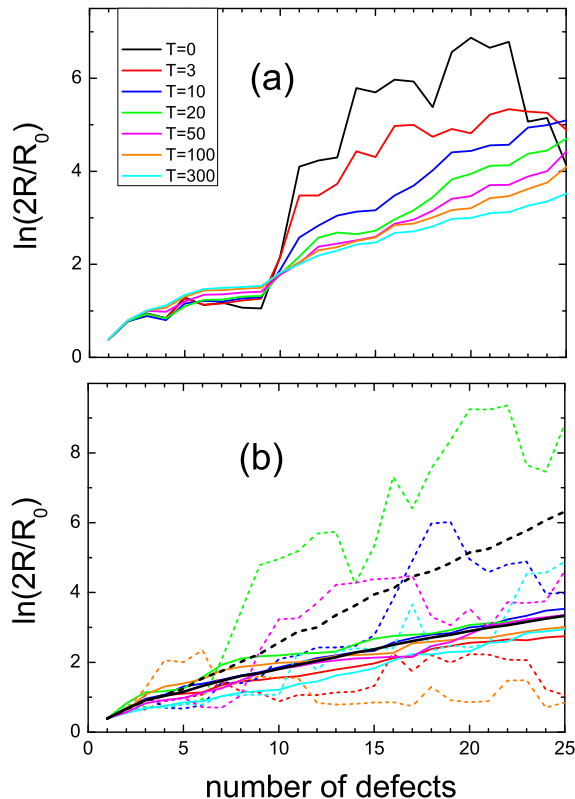 T=0
T=3
T=10
T=20
T=50
T=100
T=300
(a)
ln(2R/R0)
6
4
2
0
(b)
ln(2R/R0)
8
6
4
2
0
0 5 10 15 20 25
number of defects